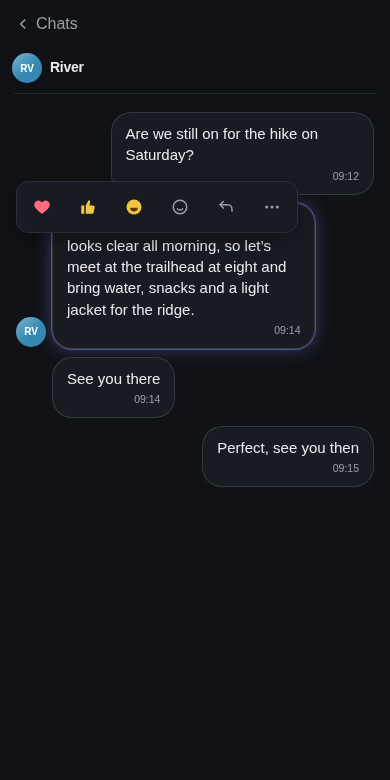 Chats
RV
River
Are we still on for the hike on
Saturday?
09:12
looks clear all morning, so let's
meet at the trailhead at eight and
bring water, snacks and a light
jacket for the ridge.
09:14
RV
See you there
09:14
Perfect, see you then
09:15